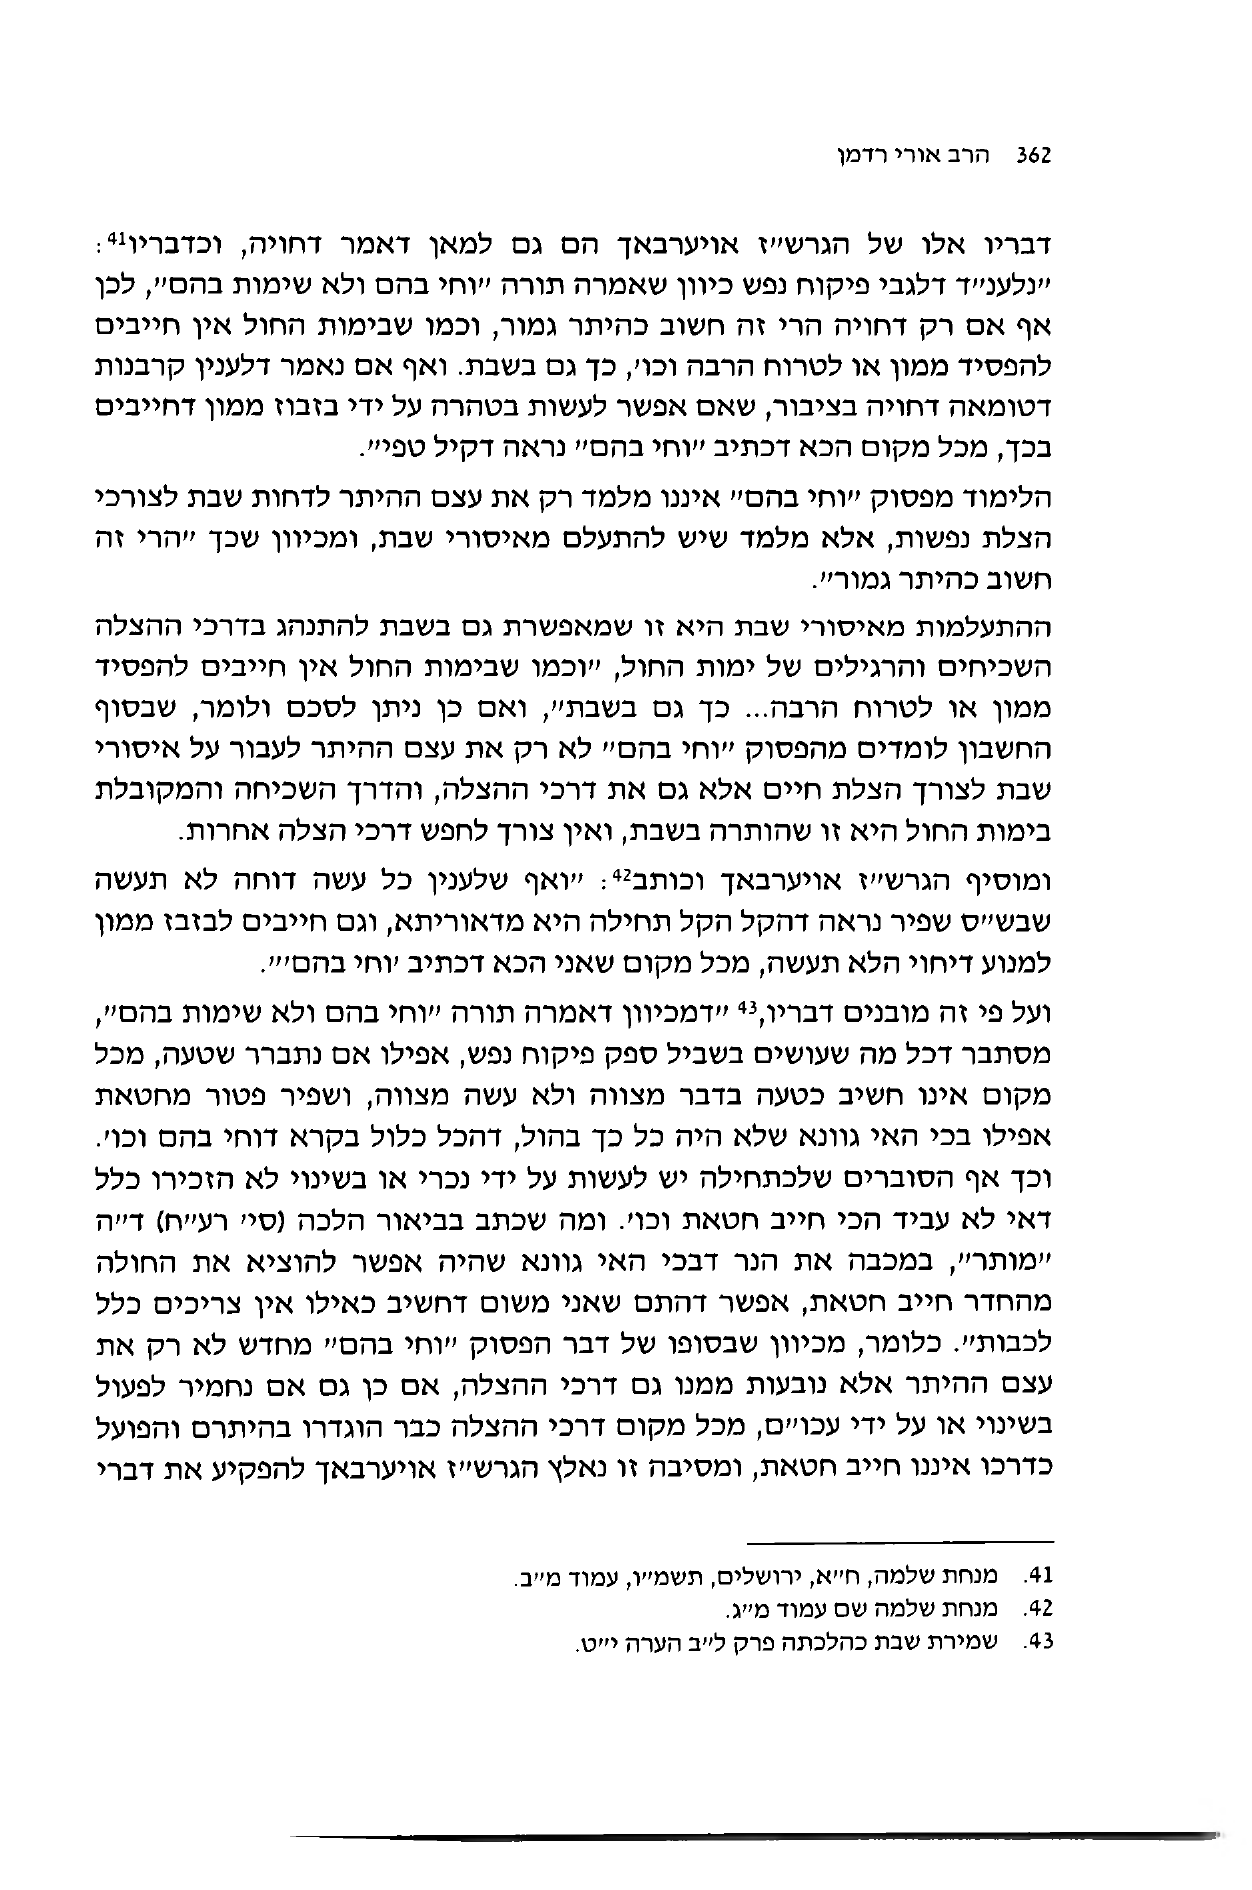 362 הרב אורי רדמן
דבריו אלו של הגרש״ז אויערבאך הם גם למאן דאמר דחויה, וכדבריו41:
״נלענ״ד דלגבי פיקוח נפש כיוון שאמרה תורה ״וחי בהם ולא שימות בהם״, לכן
אף אם רק דחויה הרי זה חשוב כהיתר גמור, וכמו שבימות החול אין חייבים
להפסיד ממון או לטרוח הרבה וכו׳, כך גם בשבת. ואף אם נאמר דלענין קרבנות
דטומאה דחויה בציבור, שאם אפשר לעשות בטהרה על ידי בזבוז ממון דחייבים
בכך, מכל מקום הכא דכתיב ״וחי בהם״ נראה דקיל טפי״.
הלימוד מפסוק ״וחי בהם״ איננו מלמד רק את עצם ההיתר לדחות שבת לצורכי
הצלת נפשות, אלא מלמד שיש להתעלם מאיסורי שבת, ומכיוון שכך ״הרי זה
חשוב כהיתר גמור״.
ההתעלמות מאיסורי שבת היא זו שמאפשרת גם בשבת להתנהג בדרכי ההצלה
השכיחים והרגילים של ימות החול, ״וכמו שבימות החול אין חייבים להפסיד
ממון או לטרוח הרבה... כך גם בשבת״, ואם כן ניתן לסכם ולומר, שבסוף
החשבון לומדים מהפסוק ״וחי בהם״ לא רק את עצם ההיתר לעבור על איסורי
שבת לצורך הצלת חיים אלא גם את דרכי ההצלה, והדרך השכיחה והמקובלת
בימות החול היא זו שהותרה בשבת, ואין צורך לחפש דרכי הצלה אחרות.
ומוסיף הגרש״ז אויערבאך וכותב42: ״ואף שלענין כל עשה דוחה לא תעשה
שבש״ס שפיר נראה דהקל הקל תחילה היא מדאוריתא, וגם חייבים לבזבז ממון
למנוע דיחוי הלא תעשה, מכל מקום שאני הכא דכתיב ׳וחי בהם׳״.
ועל פי זה מובנים דבריו,43 ״דמכיוון דאמרה תורה ״וחי בהם ולא שימות בהם״,
מסתבר דכל מה שעושים בשביל ספק פיקוח נפש, אפילו אם נתברר שטעה, מכל
מקום אינו חשיב כטעה בדבר מצווה ולא עשה מצווה, ושפיר פטור מחטאת
אפילו בכי האי גוונא שלא היה כל כך בהול, דהכל כלול בקרא דוחי בהם וכו׳.
וכך אף הסוברים שלכתחילה יש לעשות על ידי נכרי או בשינוי לא הזכירו כלל
דאי לא עביד הכי חייב חטאת וכו׳. ומה שכתב בביאור הלכה (סי׳ רע״ח) ד״ה
״מותר״, במכבה את הנר דבכי האי גוונא שהיה אפשר להוציא את החולה
מהחדר חייב חטאת, אפשר דהתם שאני משום דחשיב כאילו אין צריכים כלל
לכבות״. כלומר, מכיוון שבסופו של דבר הפסוק ״וחי בהם״ מחדש לא רק את
עצם ההיתר אלא נובעות ממנו גם דרכי ההצלה, אם כן גם אם נחמיר לפעול
בשינוי או על ידי עכו״ם, מכל מקום דרכי ההצלה כבר הוגדרו בהיתרם והפועל
כדרכו איננו חייב חטאת, ומסיבה זו נאלץ הגרש״ז אויערבאך להפקיע את דברי
41. מנחת שלמה, ח״א, ירושלים, תשמ״ו, עמוד מ״ב.
42. מנחת שלמה שם עמוד מ״ג.
43. שמירת שבת כהלכתה פרק ל״ב הערה י״ט.